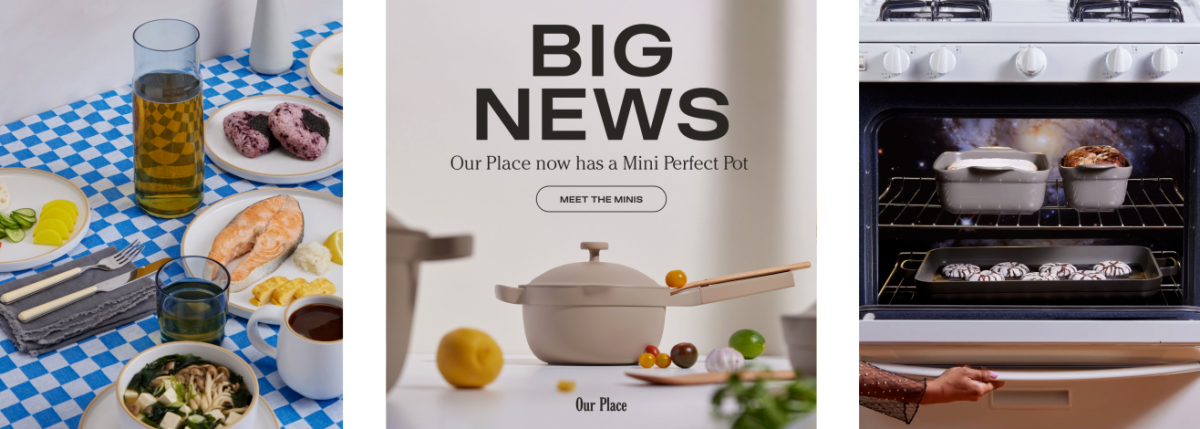 BIG
NEWS
Our Place now has a Mini Perfect Pot
MEET THE MINIS
Our Place